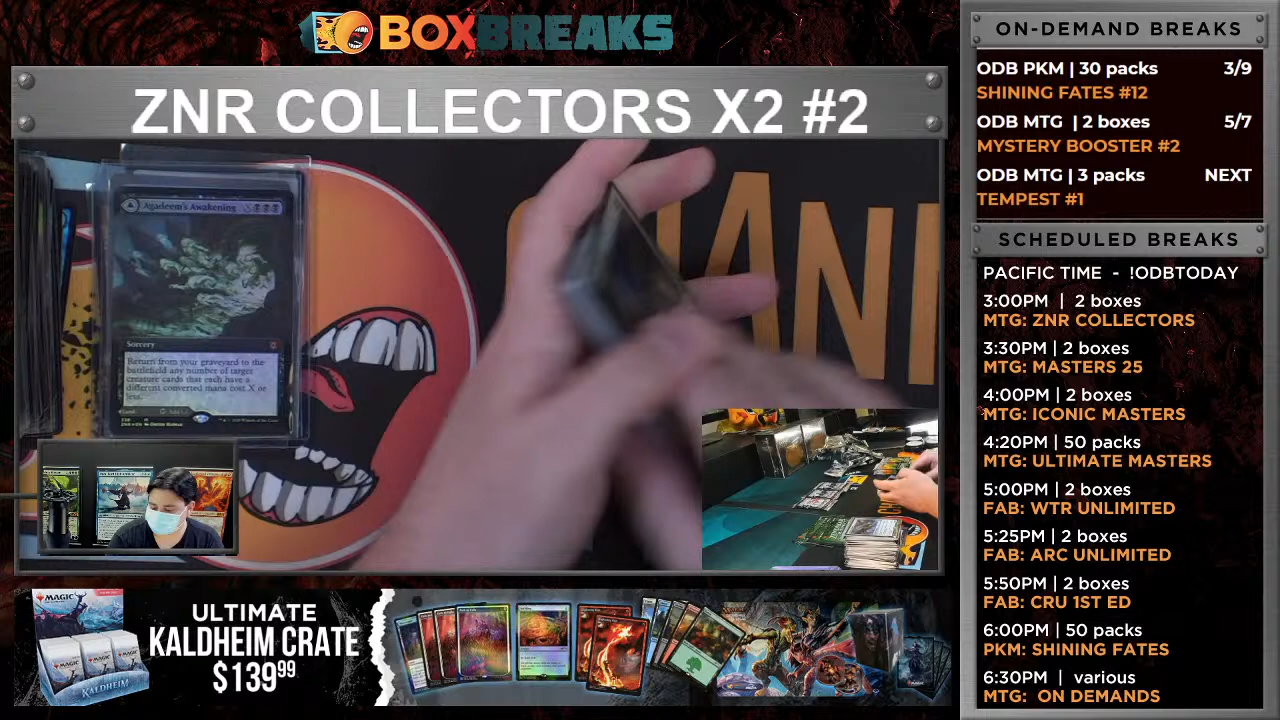 BOXBREAKS
ZNR COLLECTORS X2 #2
Agadeem's Awakening
Sorcery
Return from your graveyard to the
battlefield any number of target
creature cards that each have a
different converted mana cost X or
less.
MAGIC
KALDHEIM
ULTIMATE
KALDHEIM CRATE
$139.99
ON-DEMAND BREAKS
ODB PKM | 30 packs 3/9
SHINING FATES #12
ODB MTG | 2 boxes 5/7
MYSTERY BOOSTER #2
ODB MTG | 3 packs NEXT
TEMPEST #1
SCHEDULED BREAKS
PACIFIC TIME - !ODBTODAY
3:00PM | 2 boxes
MTG: ZNR COLLECTORS
3:30PM | 2 boxes
MTG: MASTERS 25
4:00PM | 2 boxes
MTG: ICONIC MASTERS
4:20PM | 50 packs
MTG: ULTIMATE MASTERS
5:00PM | 2 boxes
FAB: WTR UNLIMITED
5:25PM | 2 boxes
FAB: ARC UNLIMITED
5:50PM | 2 boxes
FAB: CRU 1ST ED
6:00PM | 50 packs
PKM: SHINING FATES
6:30PM | various
MTG: ON DEMANDS